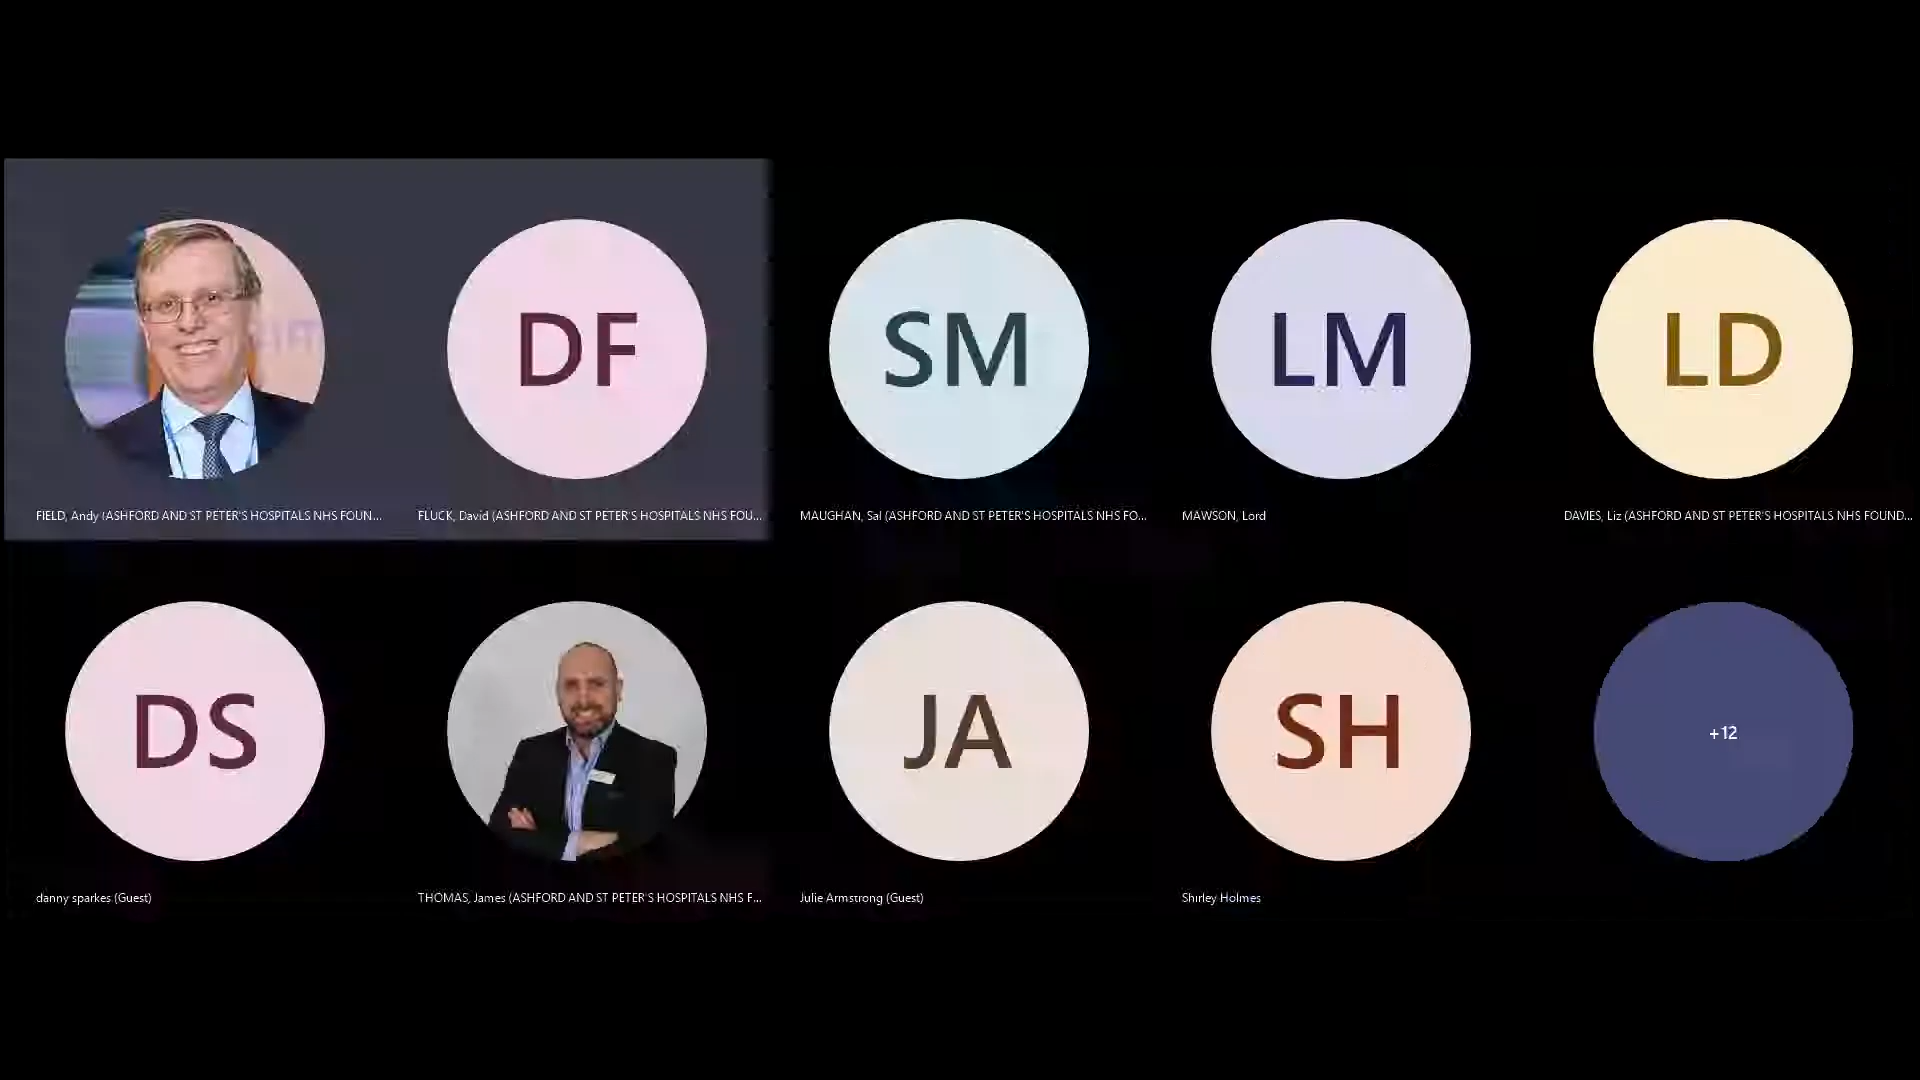 DF
SM
LM
LD
FIELD, Andy (ASHFORD AND ST PETER'S HOSPITALS NHS FOUN...
FLUCK, David (ASHFORD AND ST PETER'S HOSPITALS NHS FOU...
MAUGHAN, Sal (ASHFORD AND ST PETER'S HOSPITALS NHS FO...
MAWSON, Lord
DAVIES, Liz (ASHFORD AND ST PETER'S HOSPITALS NHS FOUND...
DS
JA
SH
+12
danny sparkes (Guest)
THOMAS, James (ASHFORD AND ST PETER'S HOSPITALS NHS F...
Julie Armstrong (Guest)
Shirley Holmes